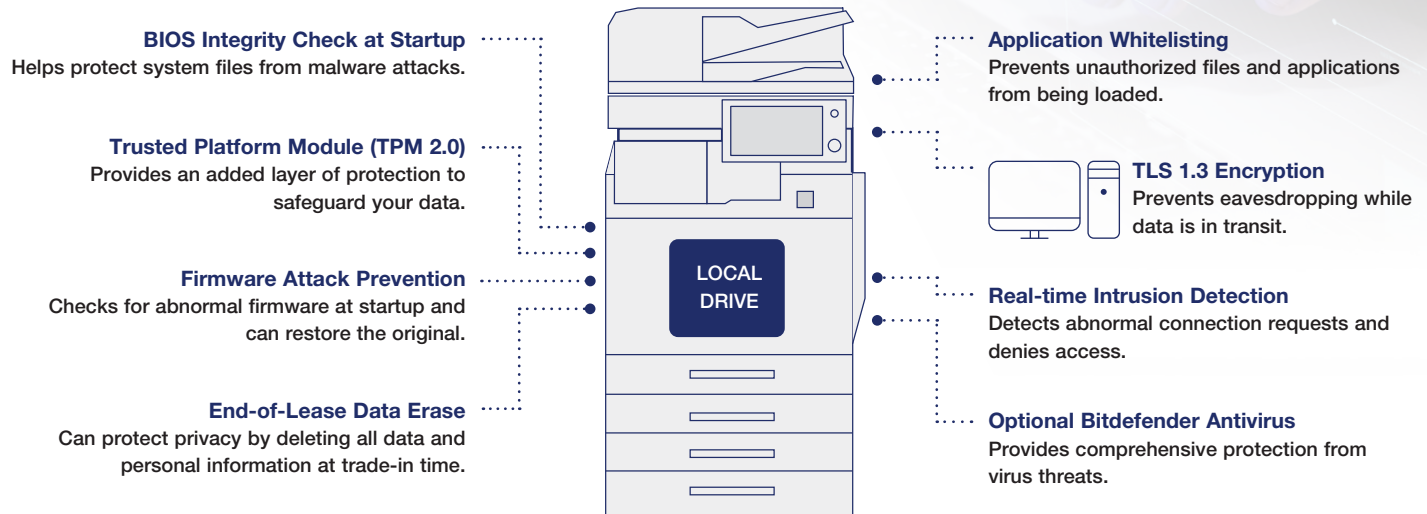 BIOS Integrity Check at Startup
Helps protect system files from malware attacks.
Trusted Platform Module (TPM 2.0)
Provides an added layer of protection to
safeguard your data.
Firmware Attack Prevention
Checks for abnormal firmware at startup and
can restore the original.
End-of-Lease Data Erase
Can protect privacy by deleting all data and
personal information at trade-in time.
LOCAL
DRIVE
Application Whitelisting
Prevents unauthorized files and applications
from being loaded.
TLS 1.3 Encryption
Prevents eavesdropping while
data is in transit.
Real-time Intrusion Detection
Detects abnormal connection requests and
denies access.
Optional Bitdefender Antivirus
Provides comprehensive protection from
virus threats.